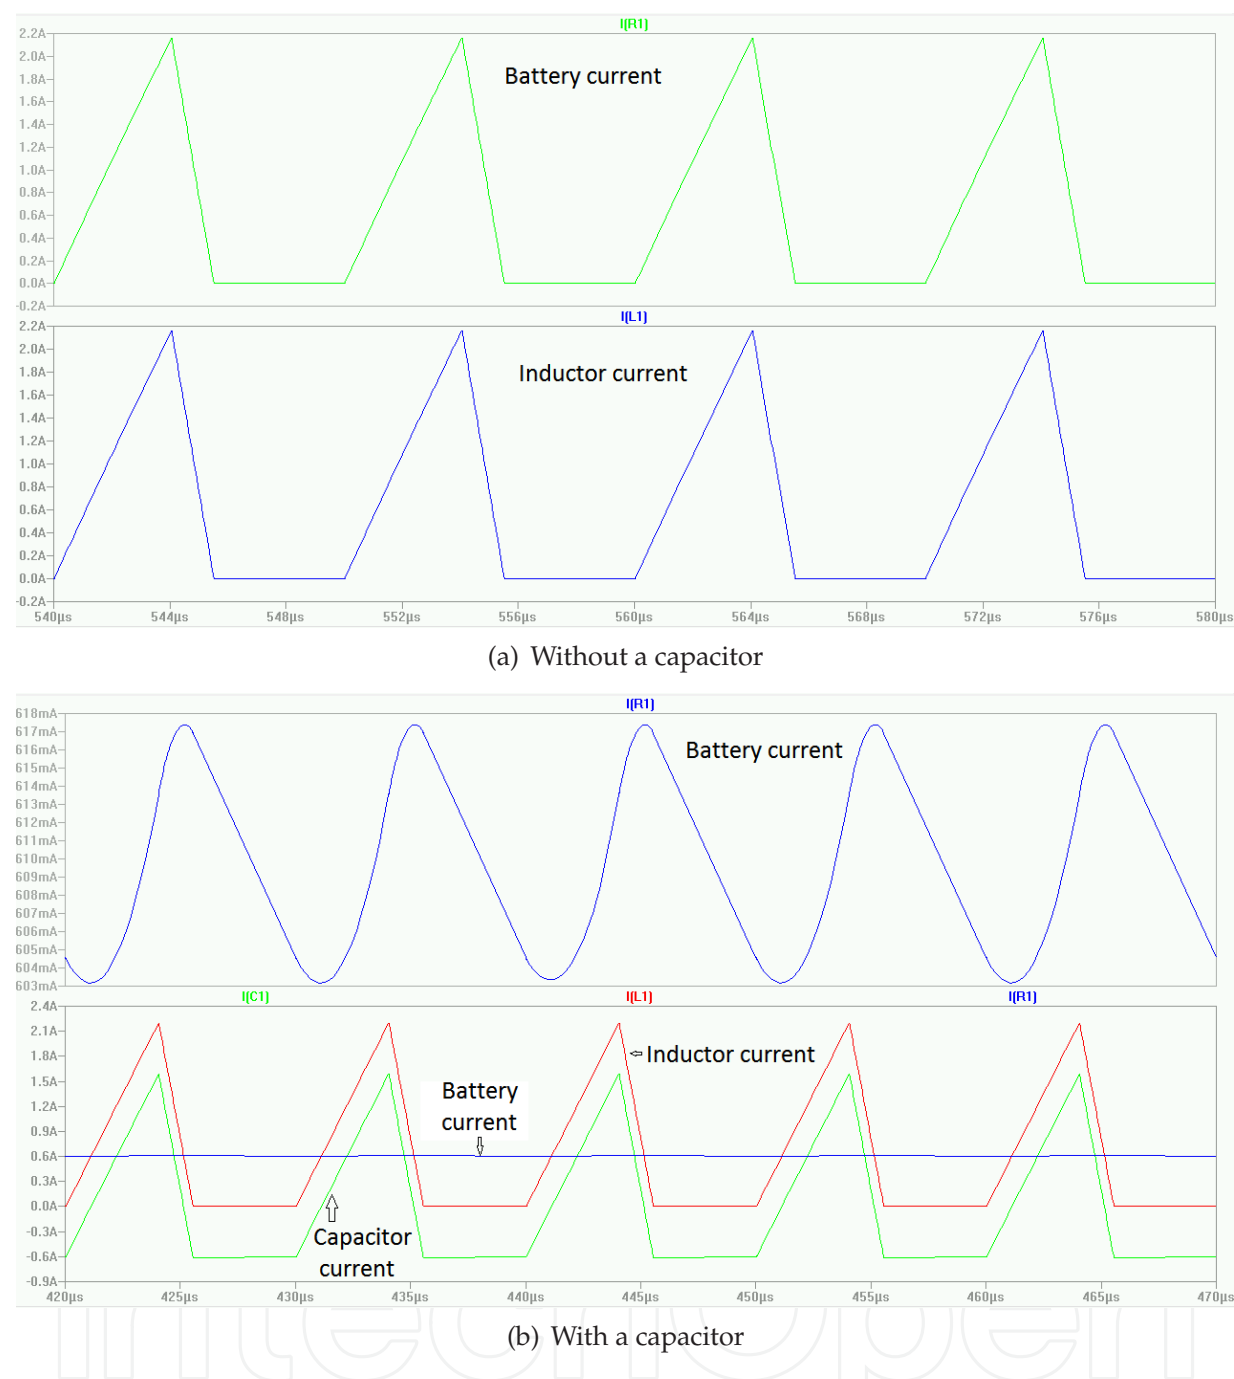 I(R1)
2.2A
2.0A
1.8A
1.6A
1.4A
1.2A
1.0A
0.8A
0.6A
0.4A
0.2A
0.0A
-0.2A
Battery current
I(L1)
2.2A
2.0A
1.8A
1.6A
1.4A
1.2A
1.0A
0.8A
0.6A
0.4A
0.2A
0.0A
-0.2A
Inductor current
540µs 544µs 548µs 552µs 556µs 560µs 564µs 568µs 572µs 576µs 580µs
(a) Without a capacitor
I(R1)
618mA
617mA
616mA
615mA
614mA
613mA
612mA
611mA
610mA
609mA
608mA
607mA
606mA
605mA
604mA
603mA
Battery current
I(C1) I(L1) I(R1)
2.4A
2.1A
1.8A
1.5A
1.2A
0.9A
0.6A
0.3A
0.0A
-0.3A
-0.6A
-0.9A
Inductor current
Battery
current
Capacitor
current
420µs 425µs 430µs 435µs 440µs 445µs 450µs 455µs 460µs 465µs 470µs
(b) With a capacitor
IntechOpen